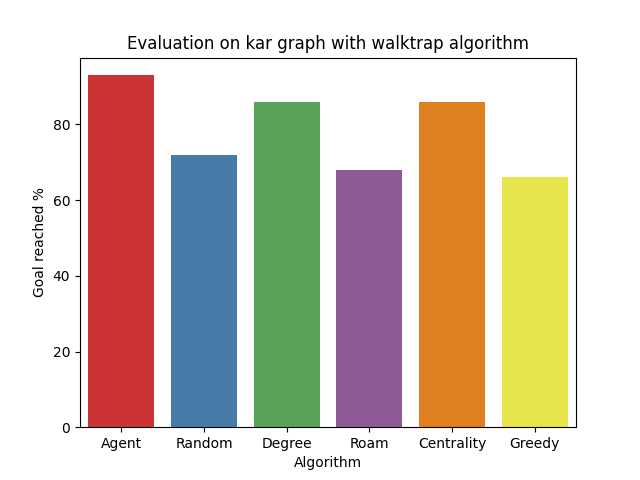 Evaluation on kar graph with walktrap algorithm
Goal reached %
80
60
40
20
0
Agent Random Degree Roam Centrality Greedy
Algorithm